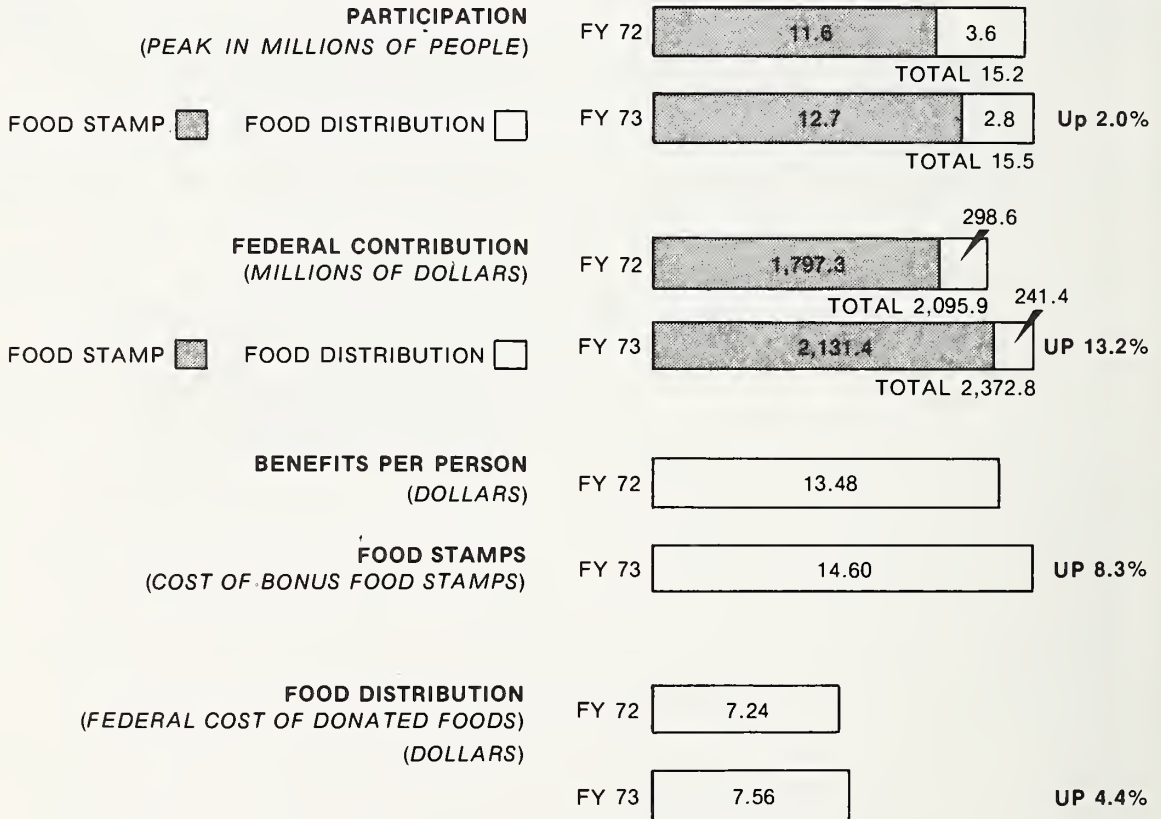 PARTICIPATION
(PEAK IN MILLIONS OF PEOPLE)
FY 72 11.6 3.6
TOTAL 15.2
FOOD STAMP FOOD DISTRIBUTION
FY 73 12.7 2.8 Up 2.0%
TOTAL 15.5
FEDERAL CONTRIBUTION
(MILLIONS OF DOLLARS)
298.6
FY 72 1,797.3
TOTAL 2,095.9
241.4
FOOD STAMP FOOD DISTRIBUTION
FY 73 2,131.4 UP 13.2%
TOTAL 2,372.8
BENEFITS PER PERSON
(DOLLARS)
FY 72 13.48
FOOD STAMPS
(COST OF BONUS FOOD STAMPS)
FY 73 14.60 UP 8.3%
FOOD DISTRIBUTION
(FEDERAL COST OF DONATED FOODS)
(DOLLARS)
FY 72 7.24
FY 73 7.56 UP 4.4%